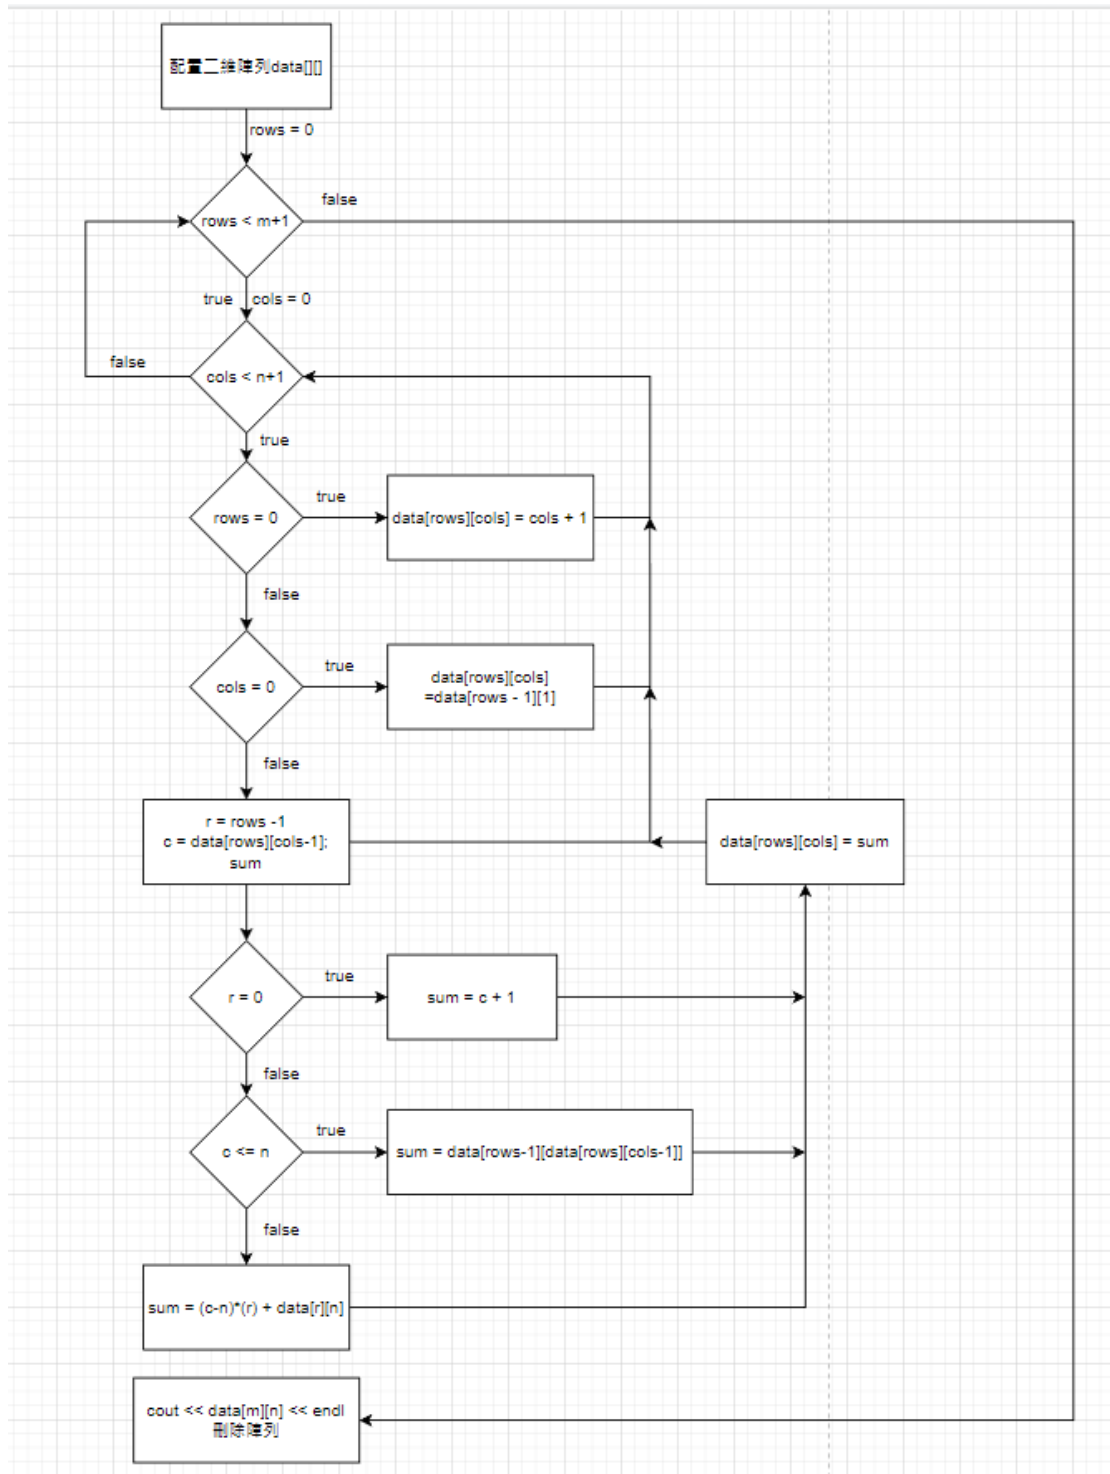 配置二維陣列data[][]
rows = 0
false
rows < m+1
true
cols = 0
false
cols < n+1
true
true
rows = 0
data[rows][cols] = cols + 1
false
true
cols = 0
data[rows][cols]
=data[rows - 1][1]
false
r = rows -1
c = data[rows][cols-1];
sum
data[rows][cols] = sum
true
r = 0
sum = c + 1
false
true
c <= n
sum = data[rows-1][data[rows][cols-1]]
false
sum = (c-n)*(r) + data[r][n]
cout << data[m][n] << endl
刪除陣列